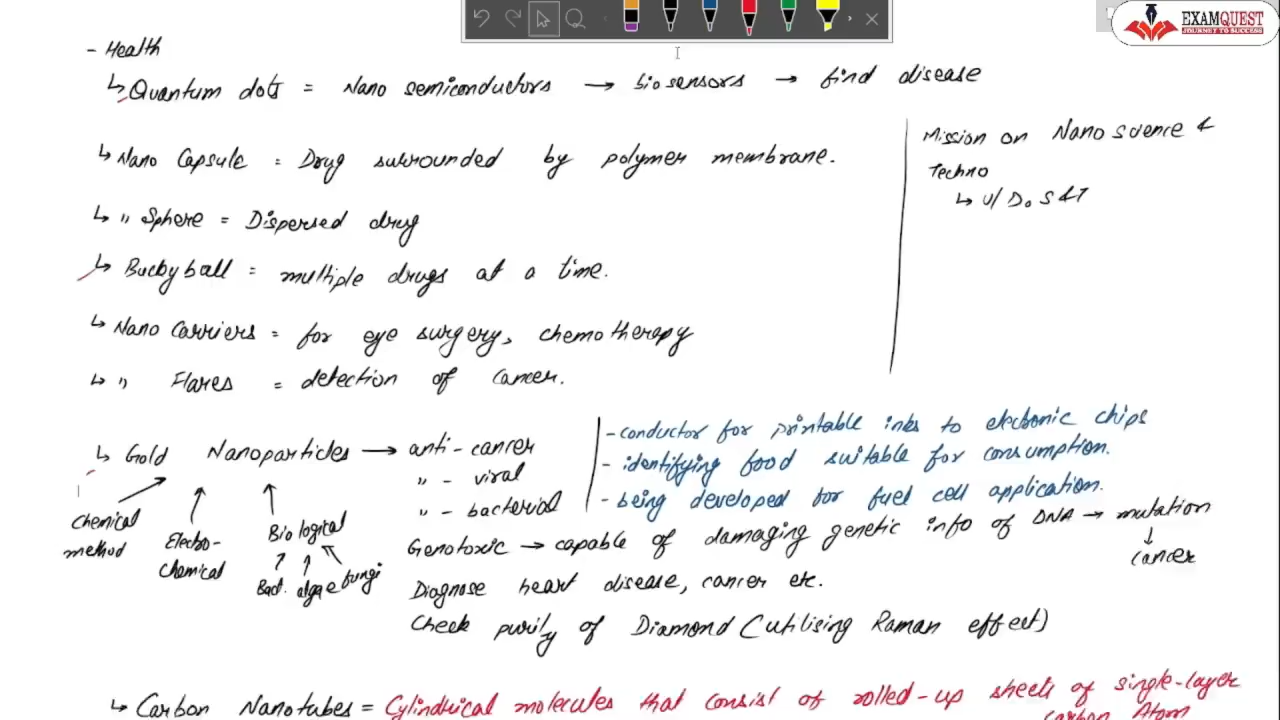 EXAMQUEST
JOURNEY TO SUCCESS
- Health
↳ Quantum dots = Nano semiconductors → biosensors → find disease
↳ Nano Capsule = Drug surrounded by polymer membrane.
↳ " Sphere = Dispersed drug
↳ Bucky ball = multiple drugs at a time.
↳ Nano Carriers = for eye surgery, chemotherapy
↳ " Flares = detection of cancer.
Mission on Nano science &
Techno
↳ U/ D. S &T
↳ Gold Nanoparticles → anti-cancer
" - viral
" - bacterial
- conductor for printable inks to electronic chips
- identifying food suitable for consumption.
- being developed for fuel cell application.
Chemical method
Electro-chemical
Biological
Bact. algae fungi
Genotoxic → capable of damaging genetic info of DNA → mutation
↓
cancer
Diagnose heart disease, cancer etc.
Check purity of Diamond (utilising Raman effect)
↳ Carbon Nanotubes = Cylindrical molecules that consist of rolled-up sheets of single-layer
Carbon Atom